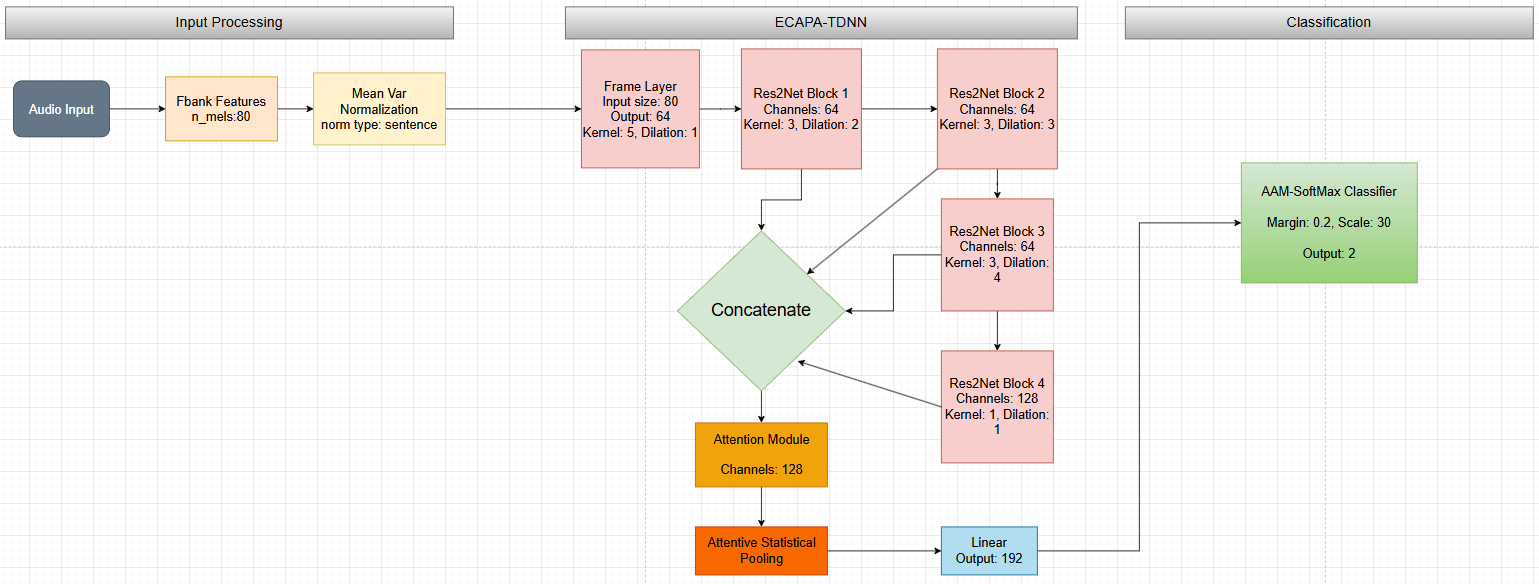 Input Processing
ECAPA-TDNN
Classification
Audio Input
Fbank Features
n_mels:80
Mean Var
Normalization
norm type: sentence
Frame Layer
Input size: 80
Output: 64
Kernel: 5, Dilation: 1
Res2Net Block 1
Channels: 64
Kernel: 3, Dilation: 2
Res2Net Block 2
Channels: 64
Kernel: 3, Dilation: 3
Res2Net Block 3
Channels: 64
Kernel: 3, Dilation:
4
Res2Net Block 4
Channels: 128
Kernel: 1, Dilation:
1
Concatenate
Attention Module
Channels: 128
Attentive Statistical
Pooling
Linear
Output: 192
AAM-SoftMax Classifier
Margin: 0.2, Scale: 30
Output: 2